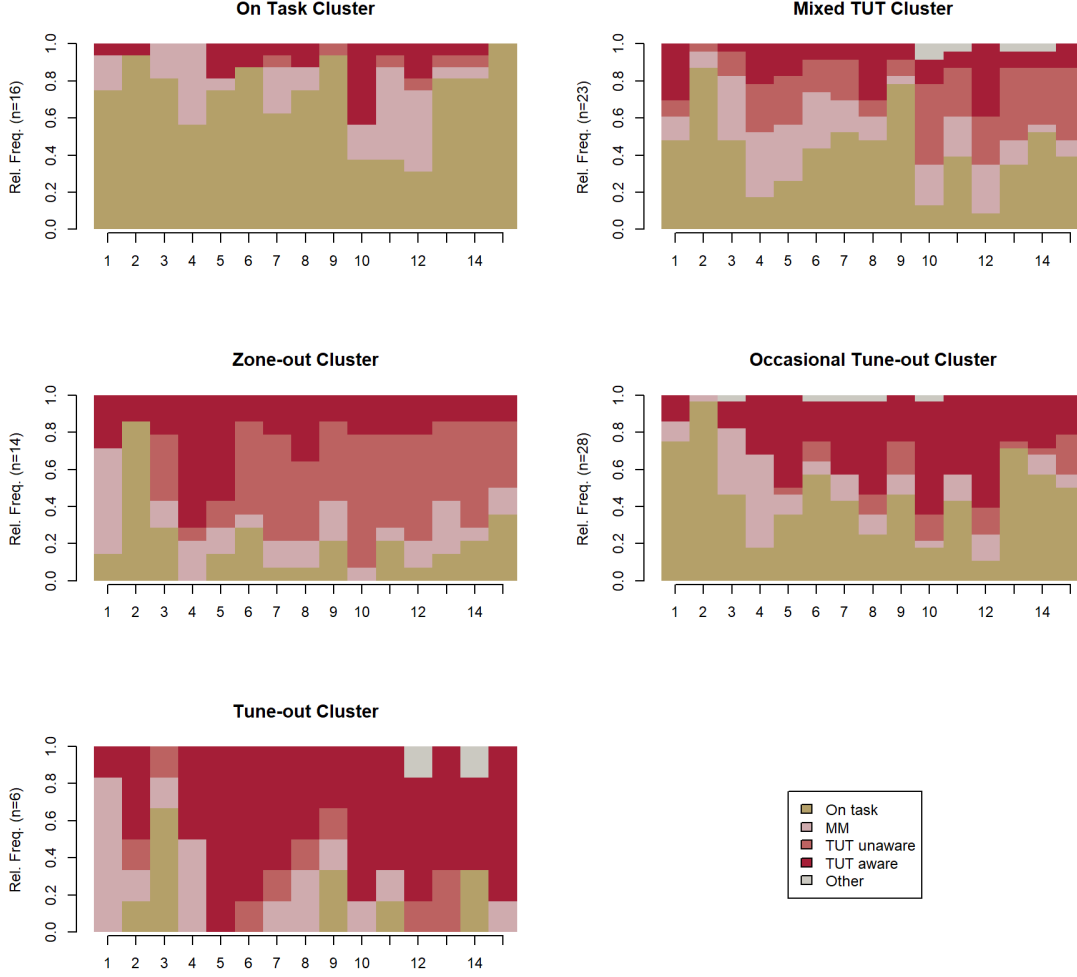 On Task Cluster
Rel. Freq. (n=16)
0.0 0.2 0.4 0.6 0.8 1.0
1 2 3 4 5 6 7 8 9 10 12 14
Mixed TUT Cluster
Rel. Freq. (n=23)
0.0 0.2 0.4 0.6 0.8 1.0
1 2 3 4 5 6 7 8 9 10 12 14
Zone-out Cluster
Rel. Freq. (n=14)
0.0 0.2 0.4 0.6 0.8 1.0
1 2 3 4 5 6 7 8 9 10 12 14
Occasional Tune-out Cluster
Rel. Freq. (n=28)
0.0 0.2 0.4 0.6 0.8 1.0
1 2 3 4 5 6 7 8 9 10 12 14
Tune-out Cluster
Rel. Freq. (n=6)
0.0 0.2 0.4 0.6 0.8 1.0
1 2 3 4 5 6 7 8 9 10 12 14
On task
MM
TUT unaware
TUT aware
Other